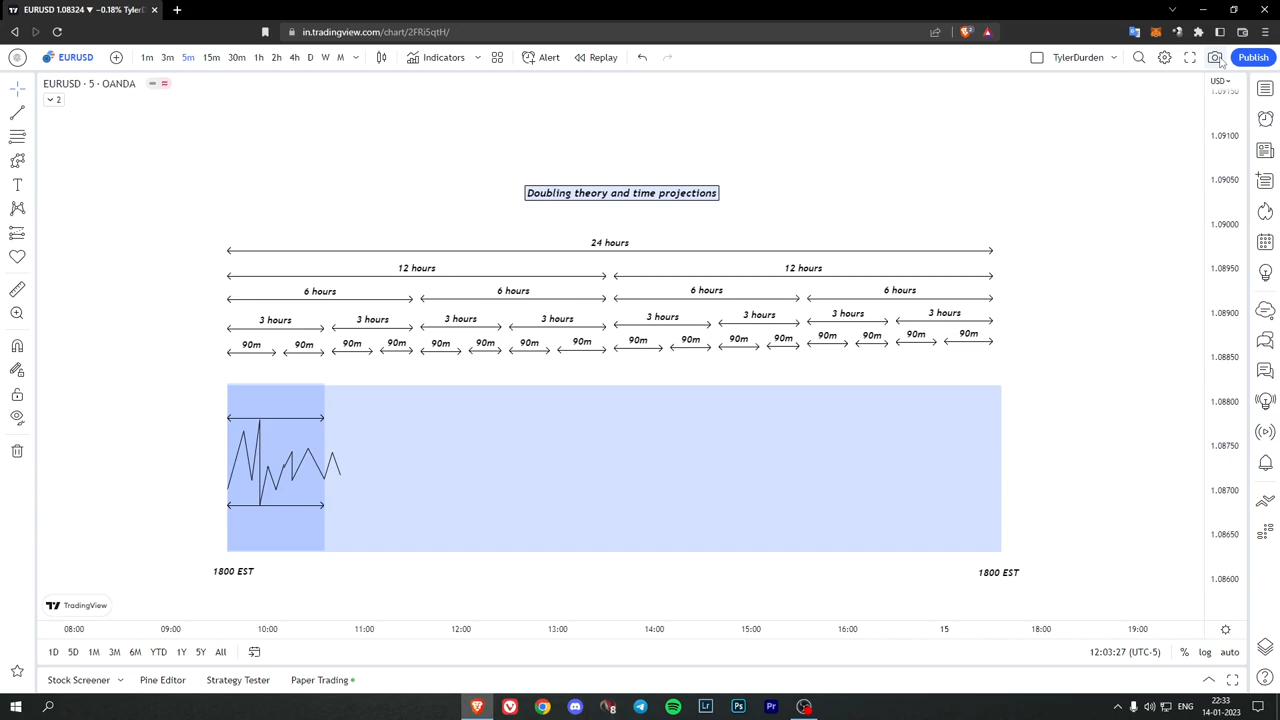 EURUSD 1.08324 ▼ −0.18% TylerD
in.tradingview.com/chart/2FRi5qtH/
EURUSD 1m 3m 5m 15m 30m 1h 2h 4h D W M Indicators Alert Replay TylerDurden Publish
EURUSD · 5 · OANDA
2
USD
1.09150
1.09100
Doubling theory and time projections
1.09050
1.09000
24 hours
12 hours 12 hours
1.08950
6 hours 6 hours 6 hours 6 hours
3 hours 3 hours 3 hours 3 hours 3 hours 3 hours 3 hours 3 hours
1.08900
90m 90m 90m 90m 90m 90m 90m 90m 90m 90m 90m 90m 90m 90m 90m 90m
1.08850
1.08800
1.08750
1.08700
1.08650
1800 EST 1800 EST
1.08600
TradingView
08:00 09:00 10:00 11:00 12:00 13:00 14:00 15:00 16:00 15 18:00 19:00
1D 5D 1M 3M 6M YTD 1Y 5Y All 12:03:27 (UTC-5) % log auto
Stock Screener Pine Editor Strategy Tester Paper Trading
22:33
ENG
14-01-2023